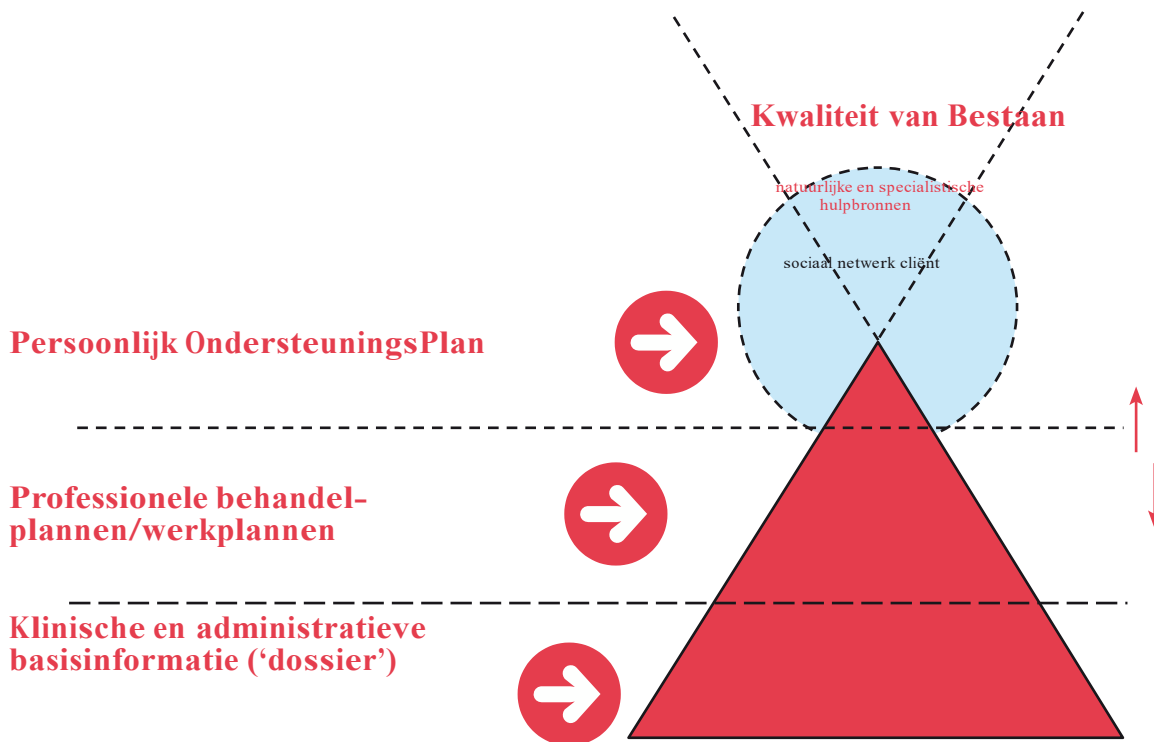 Kwaliteit van Bestaan
natuurlijke en specialistische
hulpbronnen
sociaal netwerk cliënt
Persoonlijk OndersteuningsPlan
Professionele behandel-
plannen/werkplannen
Klinische en administratieve
basisinformatie (‘dossier’)